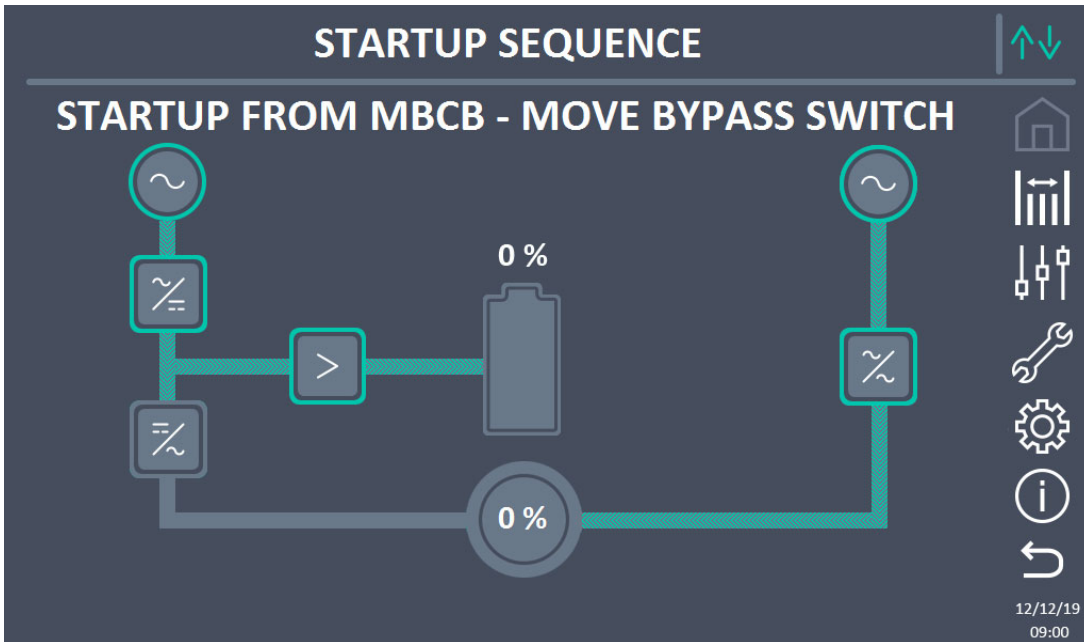 STARTUP SEQUENCE
STARTUP FROM MBCB - MOVE BYPASS SWITCH
0 %
0 %
12/12/19
09:00